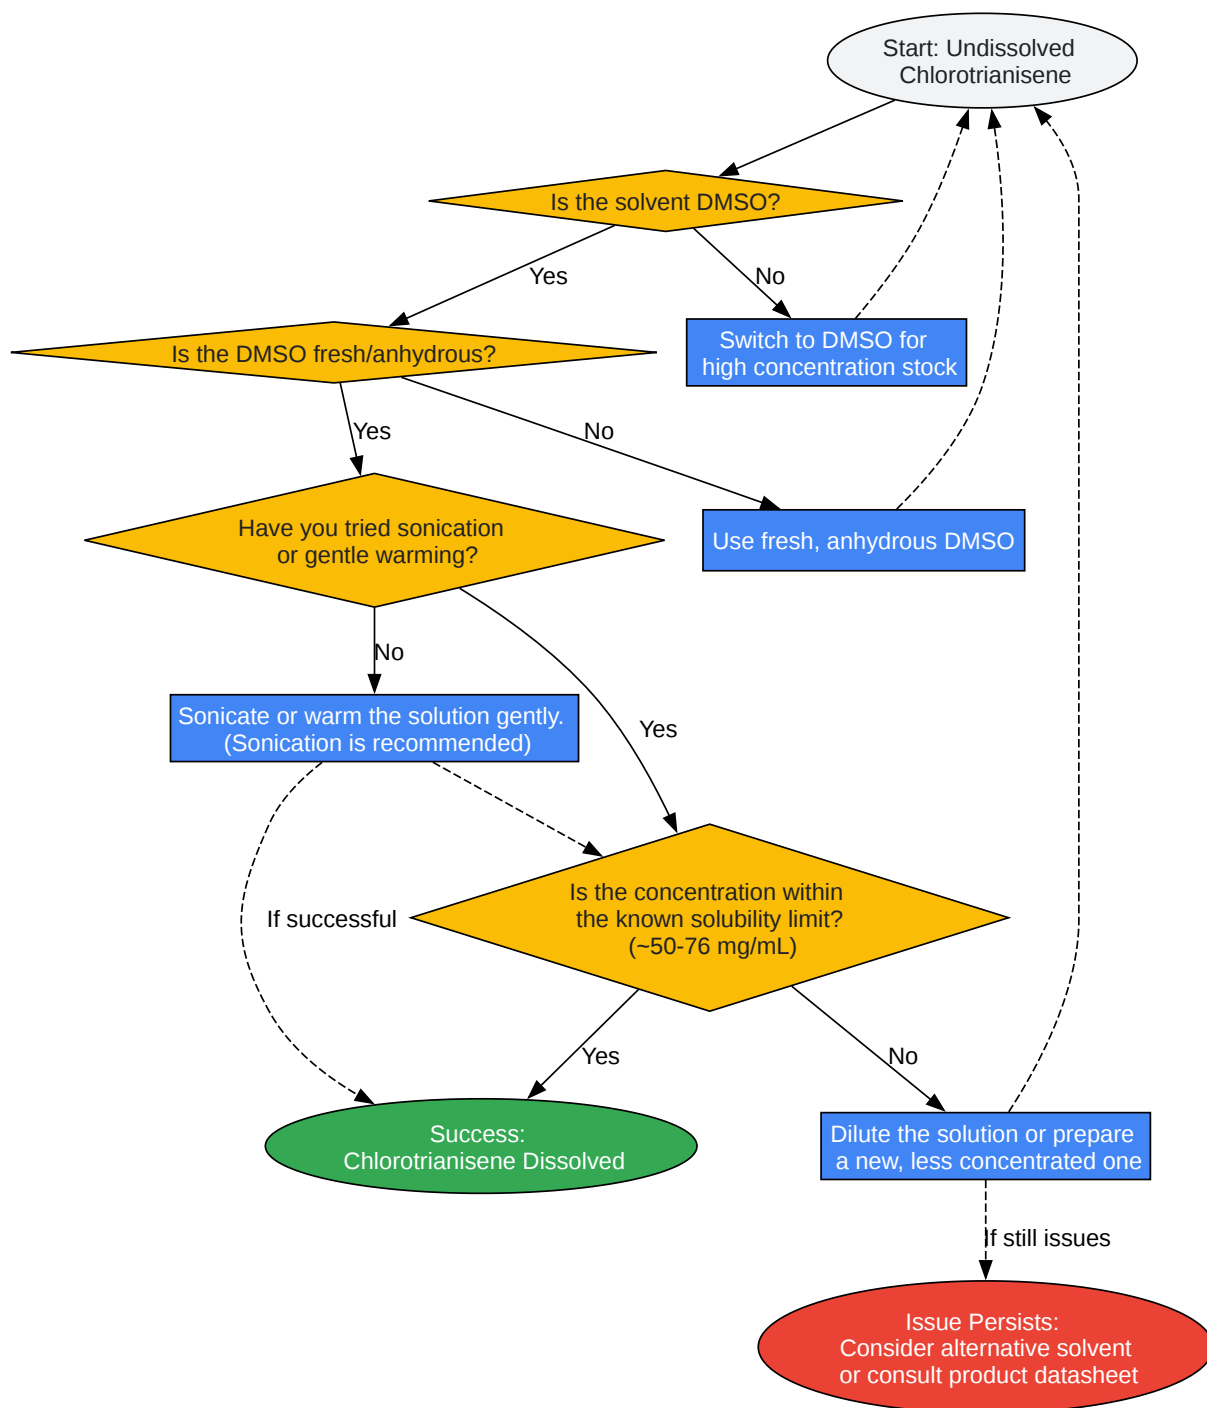 Start: Undissolved
Chlorotrianisene
Is the solvent DMSO?
Yes
No
Switch to DMSO for
high concentration stock
Is the DMSO fresh/anhydrous?
Yes
No
Have you tried sonication
or gentle warming?
Use fresh, anhydrous DMSO
No
Yes
Sonicate or warm the solution gently.
(Sonication is recommended)
If successful
Is the concentration within
the known solubility limit?
(~50-76 mg/mL)
Yes
No
Success:
Chlorotrianisene Dissolved
Dilute the solution or prepare
a new, less concentrated one
If still issues
Issue Persists:
Consider alternative solvent
or consult product datasheet